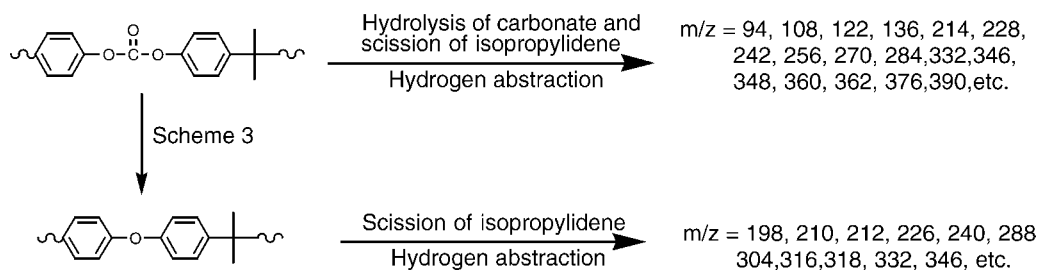 O
O
O
Hydrolysis of carbonate and
scission of isopropylidene
Hydrogen abstraction
m/z = 94, 108, 122, 136, 214, 228,
242, 256, 270, 284,332,346,
348, 360, 362, 376,390,etc.
Scheme 3
O
Scission of isopropylidene
Hydrogen abstraction
m/z = 198, 210, 212, 226, 240, 288
304,316,318, 332, 346, etc.